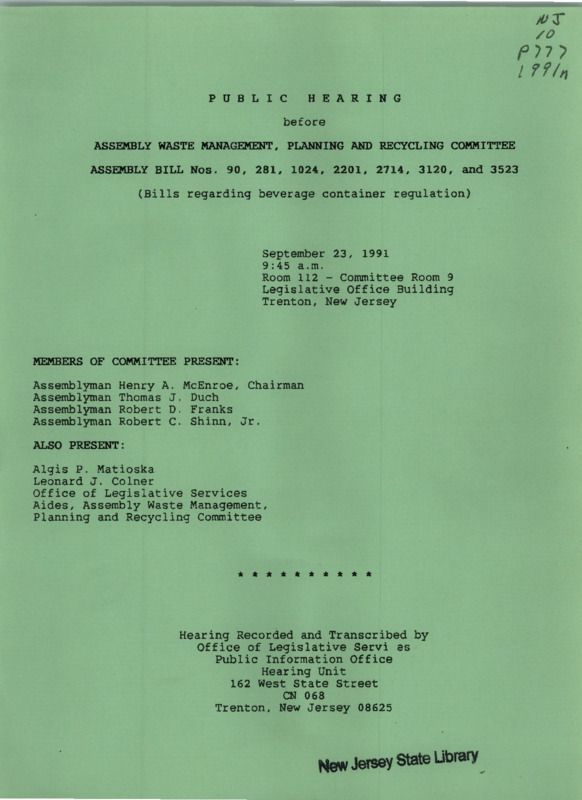 NJ
10
P777
1991n
PUBLIC HEARING
before
ASSEMBLY WASTE MANAGEMENT, PLANNING AND RECYCLING COMMITTEE
ASSEMBLY BILL Nos. 90, 281, 1024, 2201, 2714, 3120, and 3523
(Bills regarding beverage container regulation)
September 23, 1991
9:45 a.m.
Room 112 - Committee Room 9
Legislative Office Building
Trenton, New Jersey
MEMBERS OF COMMITTEE PRESENT:
Assemblyman Henry A. McEnroe, Chairman
Assemblyman Thomas J. Duch
Assemblyman Robert D. Franks
Assemblyman Robert C. Shinn, Jr.
ALSO PRESENT:
Algis P. Matioska
Leonard J. Colner
Office of Legislative Services
Aides, Assembly Waste Management,
Planning and Recycling Committee
* * * * * * * * * *
Hearing Recorded and Transcribed by
Office of Legislative Servi es
Public Information Office
Hearing Unit
162 West State Street
CN 068
Trenton, New Jersey 08625
New Jersey State Library